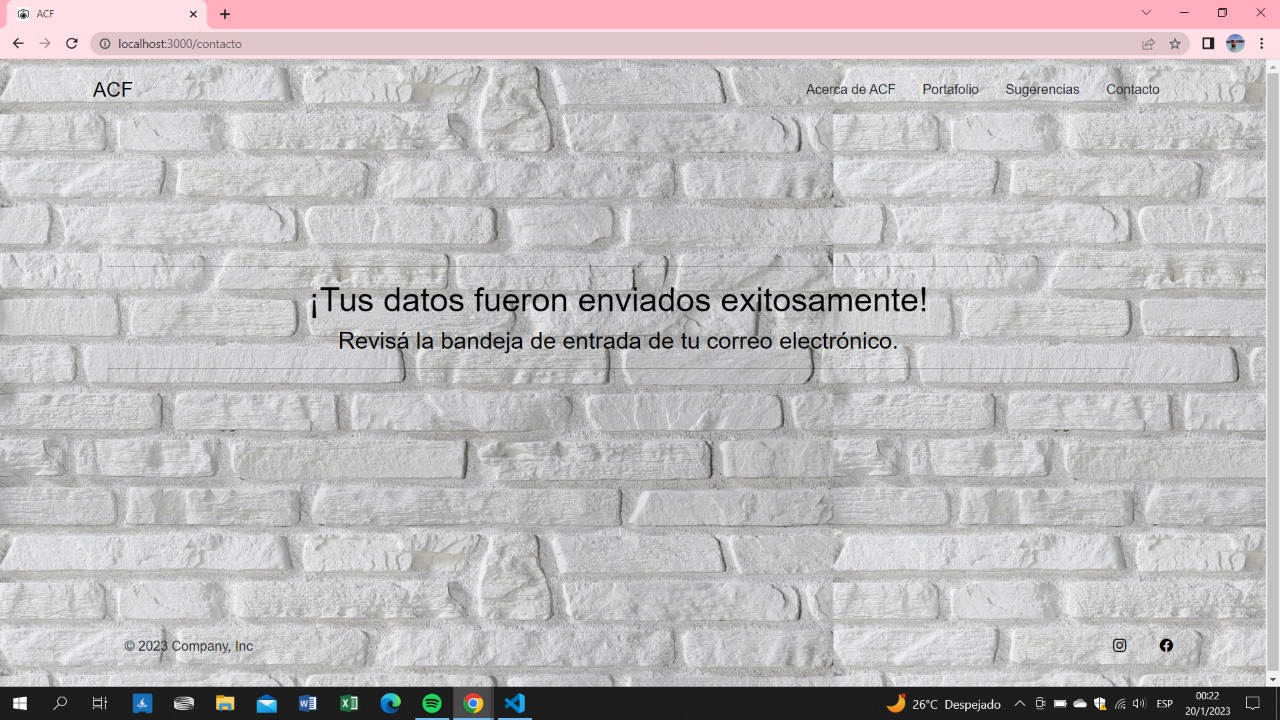 ACF
localhost:3000/contacto
ACF
Acerca de ACF Portafolio Sugerencias Contacto
¡Tus datos fueron enviados exitosamente!
Revisá la bandeja de entrada de tu correo electrónico.
© 2023 Company, Inc
26°C Despejado
ESP
00:22
20/1/2023